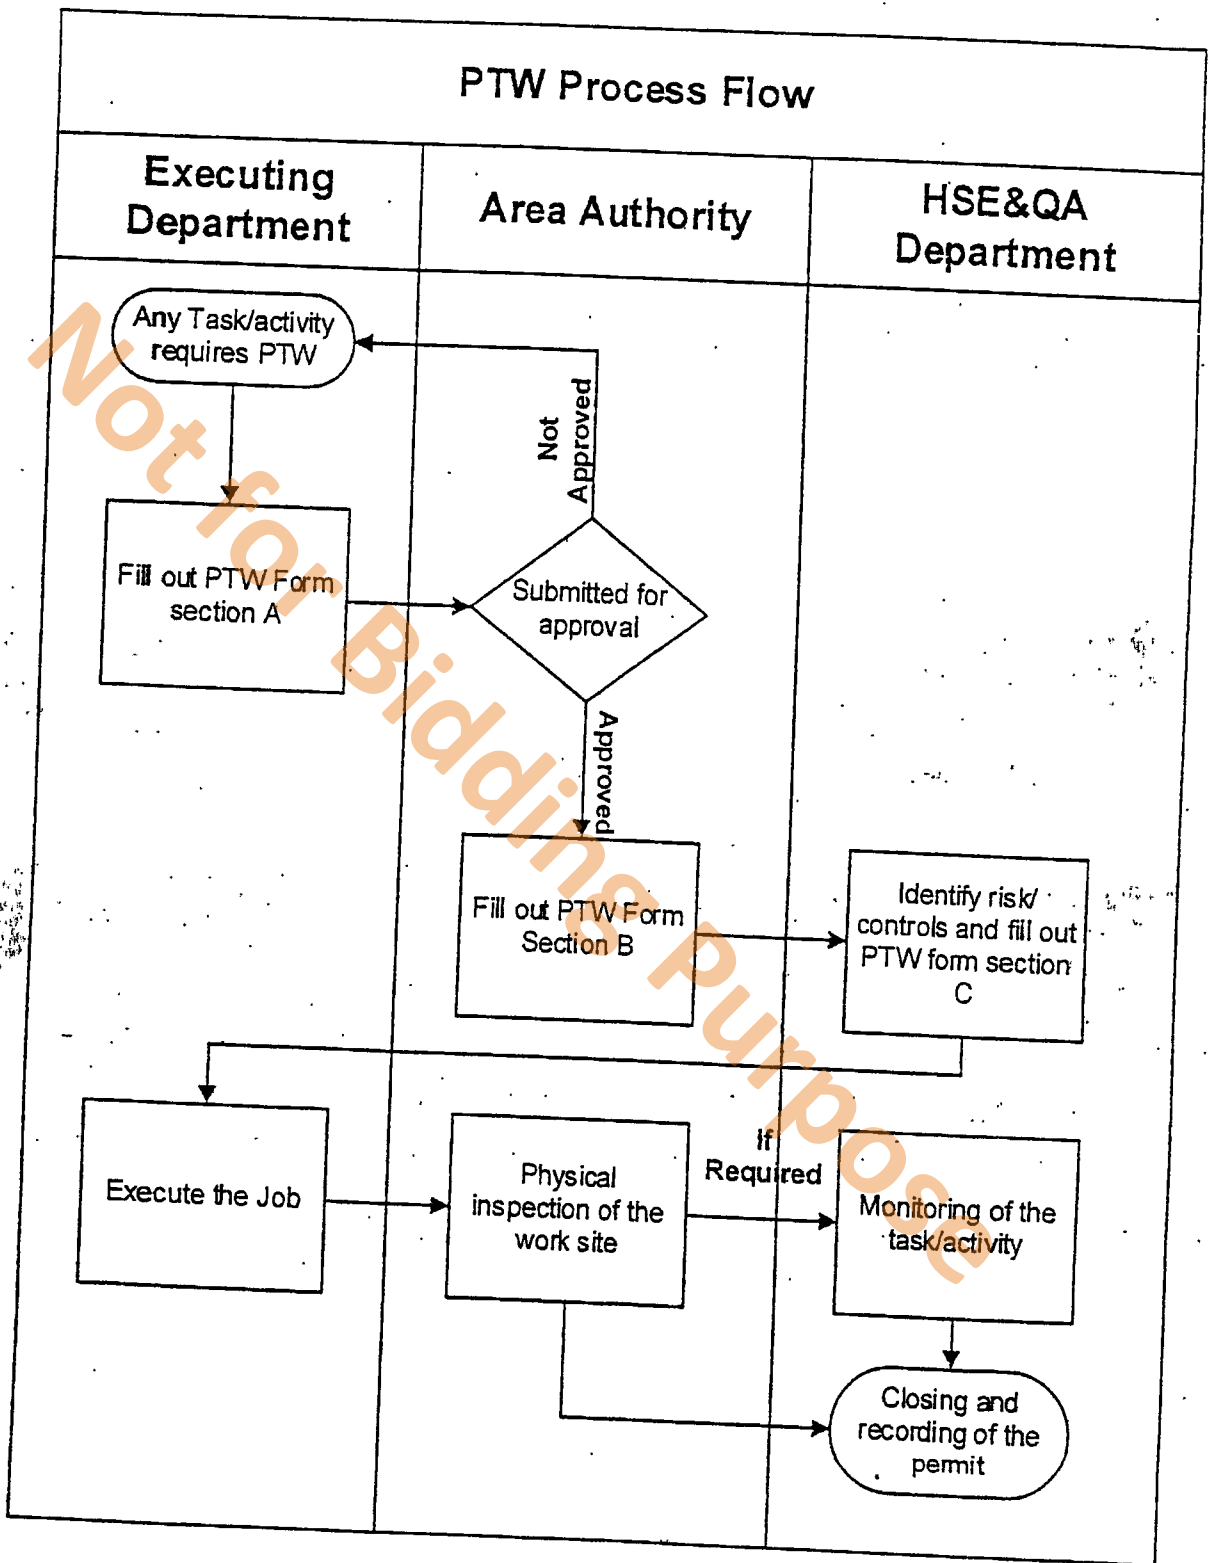 PTW Process Flow
Executing
Department
Area Authority
HSE&QA
Department
Any Task/activity
requires PTW
Not
Approved
Fill out PTW Form
section A
Submitted for
approval
Approved
Fill out PTW Form
Section B
Identify risk/
controls and fill out
PTW form section
C
Execute the Job
Physical
inspection of the
work site
If
Required
Monitoring of the
task/activity
Closing and
recording of the
permit
Not for Bidding Purpose